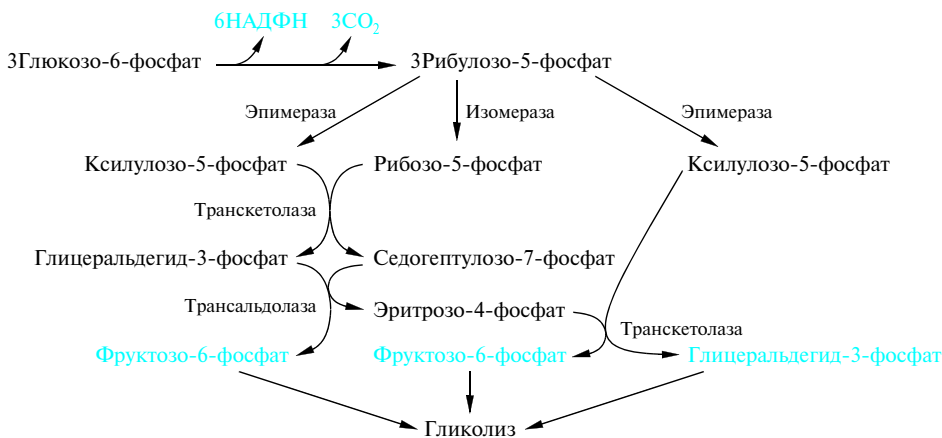 6НАДФН 3CO2
3Глюкозо-6-фосфат 3Рибулозо-5-фосфат
Эпимераза Изомераза Эпимераза
Ксилулозо-5-фосфат Рибозо-5-фосфат Ксилулозо-5-фосфат
Транскетолаза
Глицеральдегид-3-фосфат Седогептулозо-7-фосфат
Трансальдолаза Эритрозо-4-фосфат
Транскетолаза
Фруктозо-6-фосфат Фруктозо-6-фосфат Глицеральдегид-3-фосфат
Гликолиз